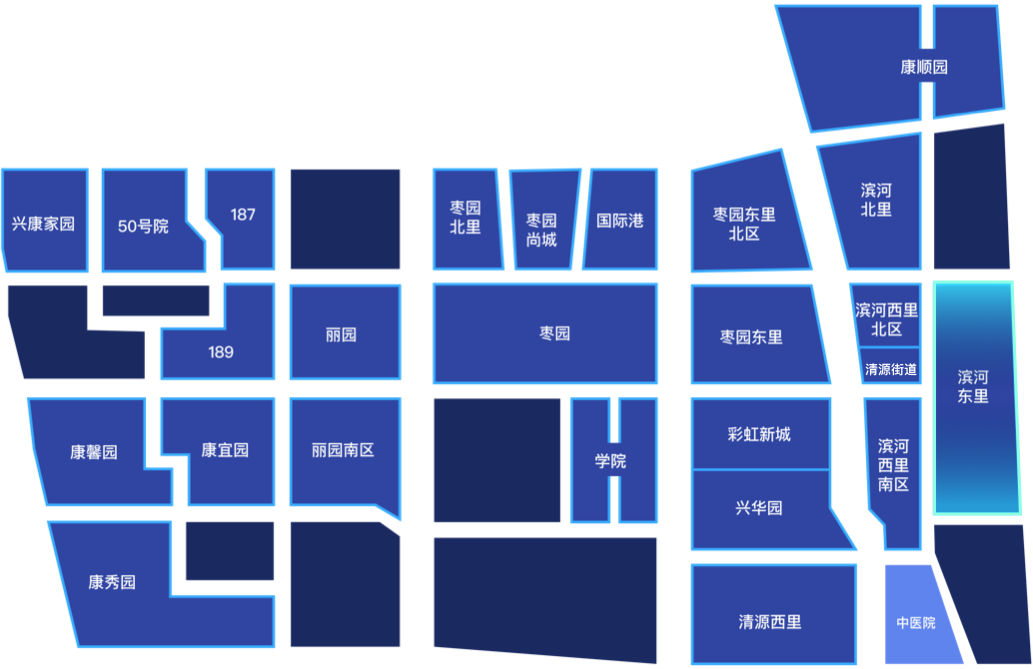 康顺园
兴康家园
50号院
187
枣园
北里
枣园
尚城
国际港
枣园东里
北区
滨河
北里
189
丽园
枣园
枣园东里
滨河西里
北区
清源街道
滨河
东里
康馨园
康宜园
丽园南区
学院
彩虹新城
兴华园
滨河
西里
南区
康秀园
清源西里
中医院